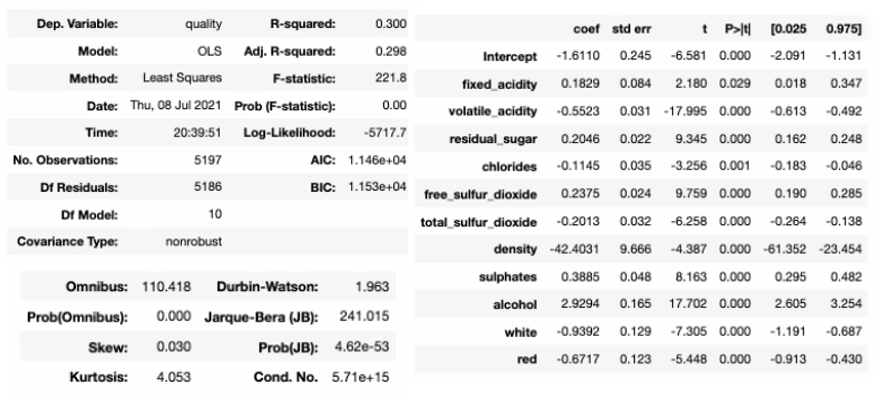 Dep. Variable: quality R-squared: 0.300
Model: OLS Adj. R-squared: 0.298
Method: Least Squares F-statistic: 221.8
Date: Thu, 08 Jul 2021 Prob (F-statistic): 0.00
Time: 20:39:51 Log-Likelihood: -5717.7
No. Observations: 5197 AIC: 1.146e+04
Df Residuals: 5186 BIC: 1.153e+04
Df Model: 10
Covariance Type: nonrobust
Omnibus: 110.418 Durbin-Watson: 1.963
Prob(Omnibus): 0.000 Jarque-Bera (JB): 241.015
Skew: 0.030 Prob(JB): 4.62e-53
Kurtosis: 4.053 Cond. No. 5.71e+15
coef std err t P>|t| [0.025 0.975]
Intercept -1.6110 0.245 -6.581 0.000 -2.091 -1.131
fixed_acidity 0.1829 0.084 2.180 0.029 0.018 0.347
volatile_acidity -0.5523 0.031 -17.995 0.000 -0.613 -0.492
residual_sugar 0.2046 0.022 9.345 0.000 0.162 0.248
chlorides -0.1145 0.035 -3.256 0.001 -0.183 -0.046
free_sulfur_dioxide 0.2375 0.024 9.759 0.000 0.190 0.285
total_sulfur_dioxide -0.2013 0.032 -6.258 0.000 -0.264 -0.138
density -42.4031 9.666 -4.387 0.000 -61.352 -23.454
sulphates 0.3885 0.048 8.163 0.000 0.295 0.482
alcohol 2.9294 0.165 17.702 0.000 2.605 3.254
white -0.9392 0.129 -7.305 0.000 -1.191 -0.687
red -0.6717 0.123 -5.448 0.000 -0.913 -0.430